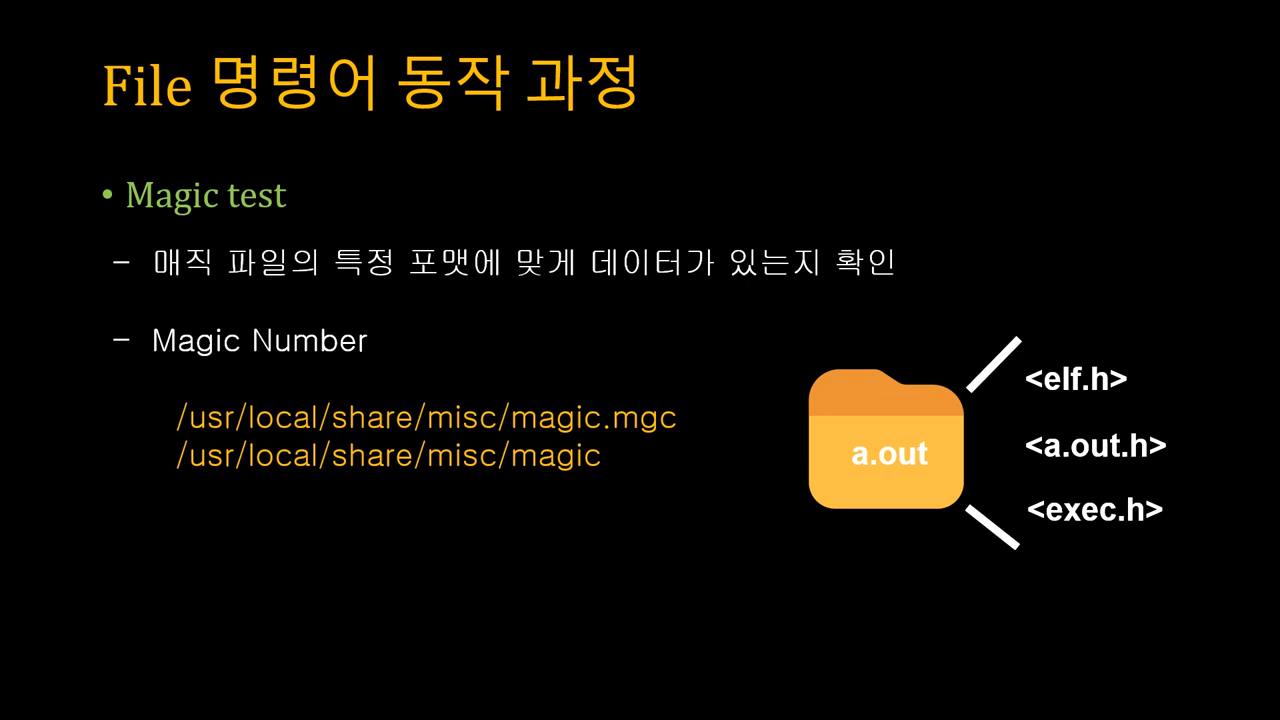 File 명령어 동작 과정
• Magic test
– 매직 파일의 특정 포맷에 맞게 데이터가 있는지 확인
– Magic Number
/usr/local/share/misc/magic.mgc
/usr/local/share/misc/magic
a.out
<elf.h>
<a.out.h>
<exec.h>